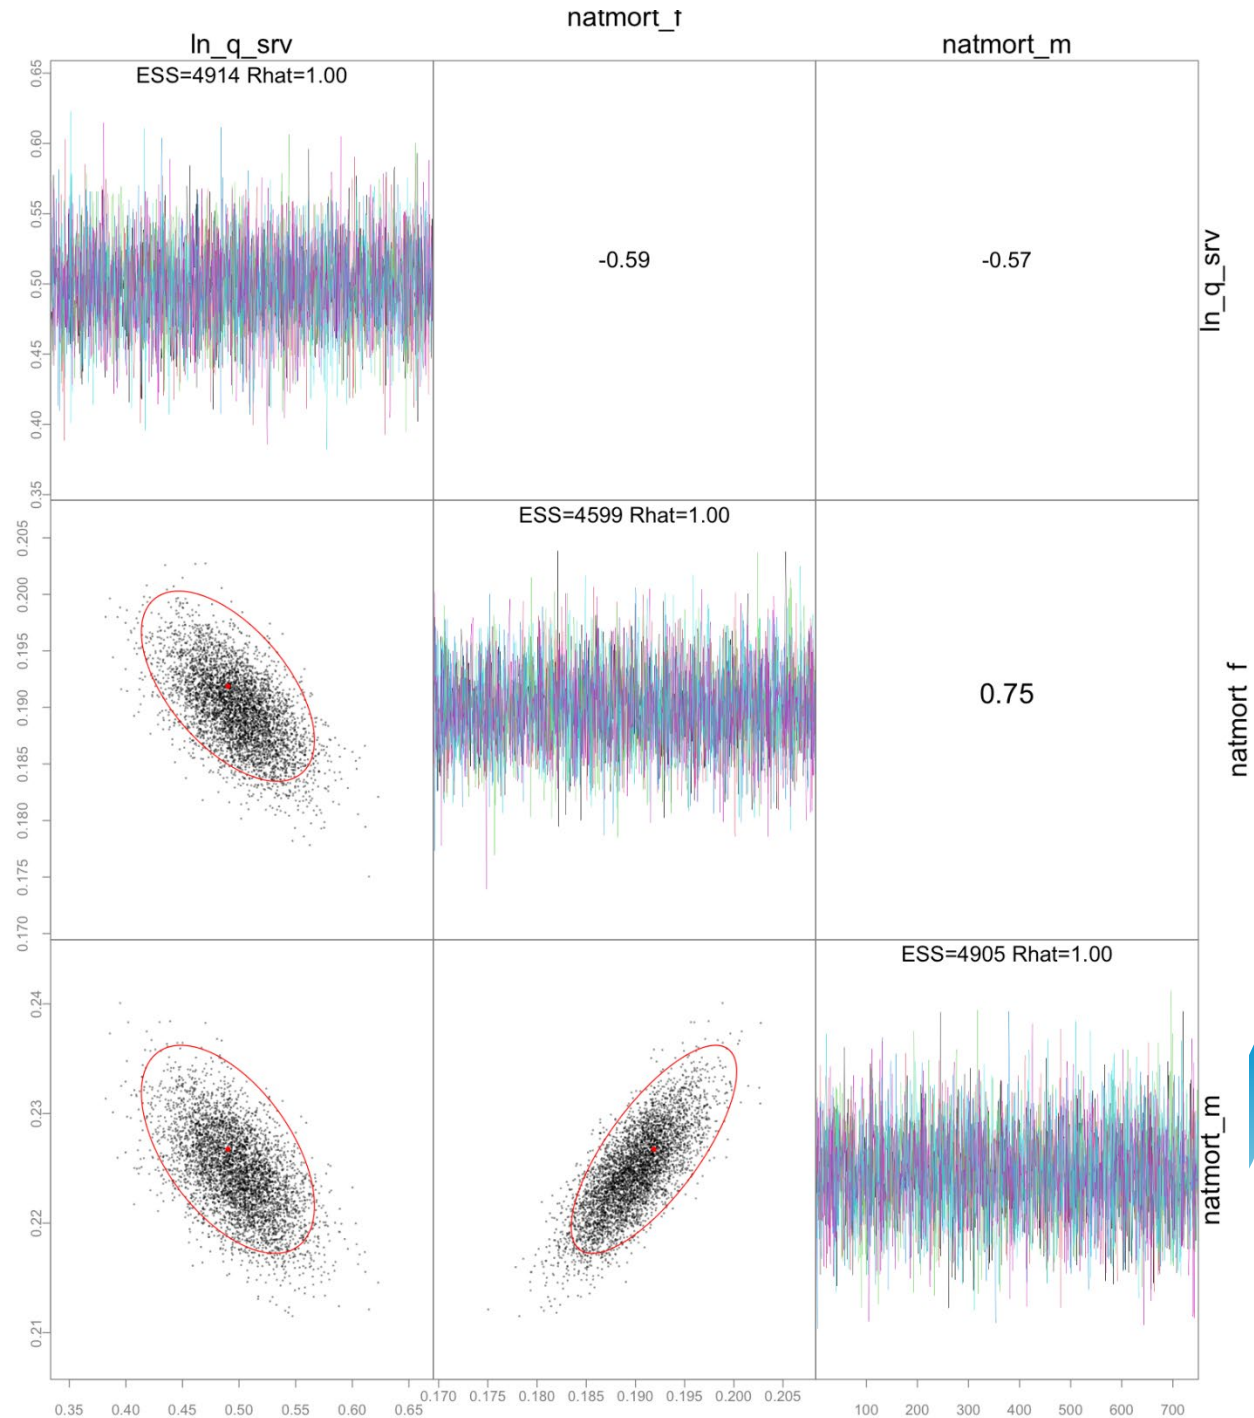 natmort_f
ln_q_srv
natmort_m
ESS=4914 Rhat=1.00
0.65
0.60
0.55
0.50
0.45
0.40
0.35
-0.59
-0.57
ln_q_srv
ESS=4599 Rhat=1.00
0.205
0.200
0.195
0.190
0.185
0.180
0.175
0.170
0.75
natmort_f
ESS=4905 Rhat=1.00
0.24
0.23
0.22
0.21
natmort_m
0.35 0.40 0.45 0.50 0.55 0.60 0.65
0.170 0.175 0.180 0.185 0.190 0.195 0.200 0.205
100 200 300 400 500 600 700